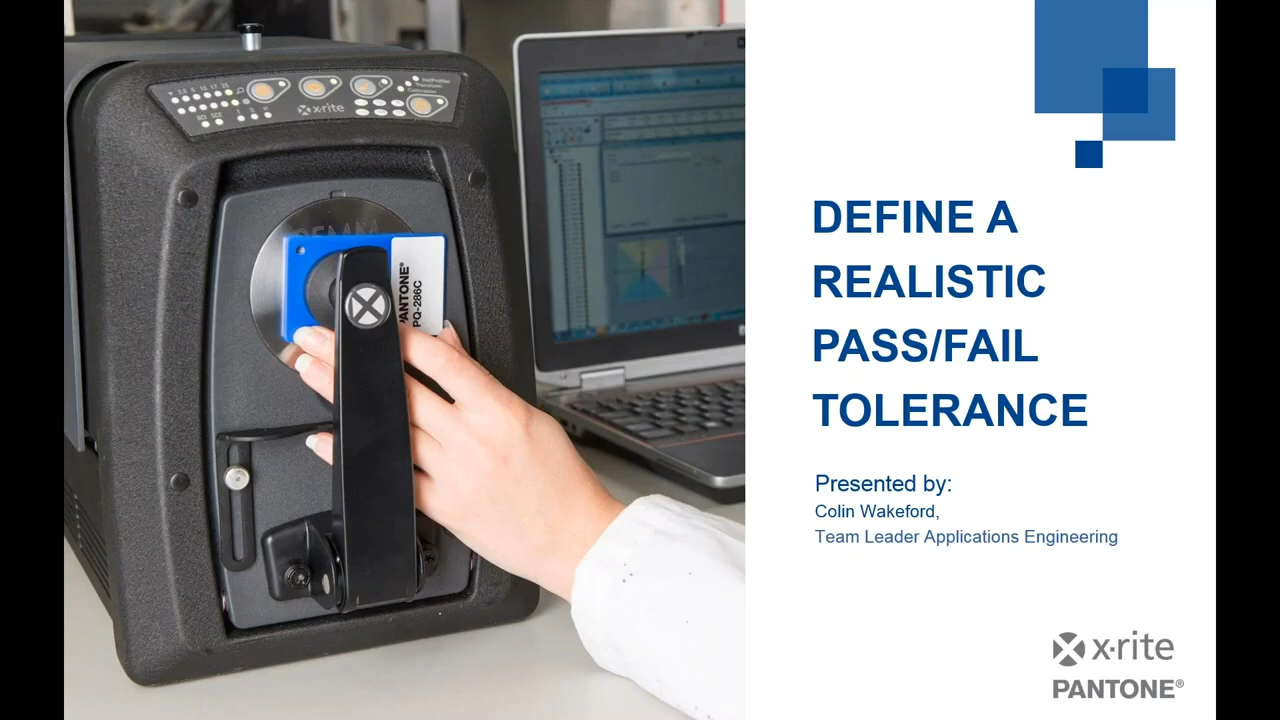 x·rite
PANTONE®
PQ-286C
DEFINE A
REALISTIC
PASS/FAIL
TOLERANCE
Presented by:
Colin Wakeford,
Team Leader Applications Engineering
x·rite
PANTONE®